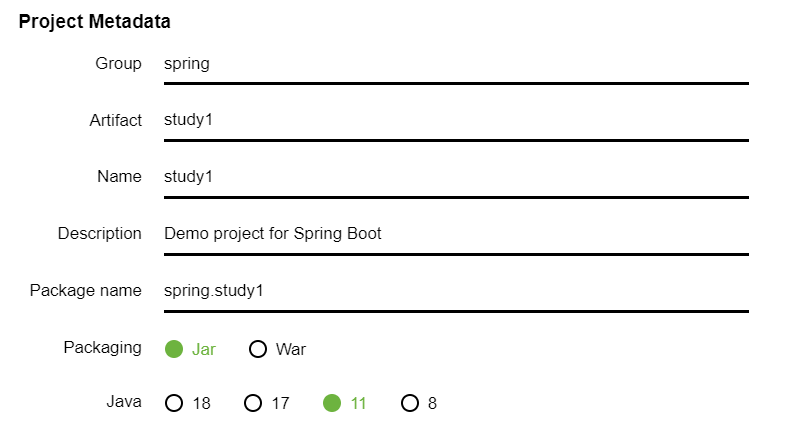 Project Metadata
Group spring
Artifact study1
Name study1
Description Demo project for Spring Boot
Package name spring.study1
Packaging Jar War
Java 18 17 11 8